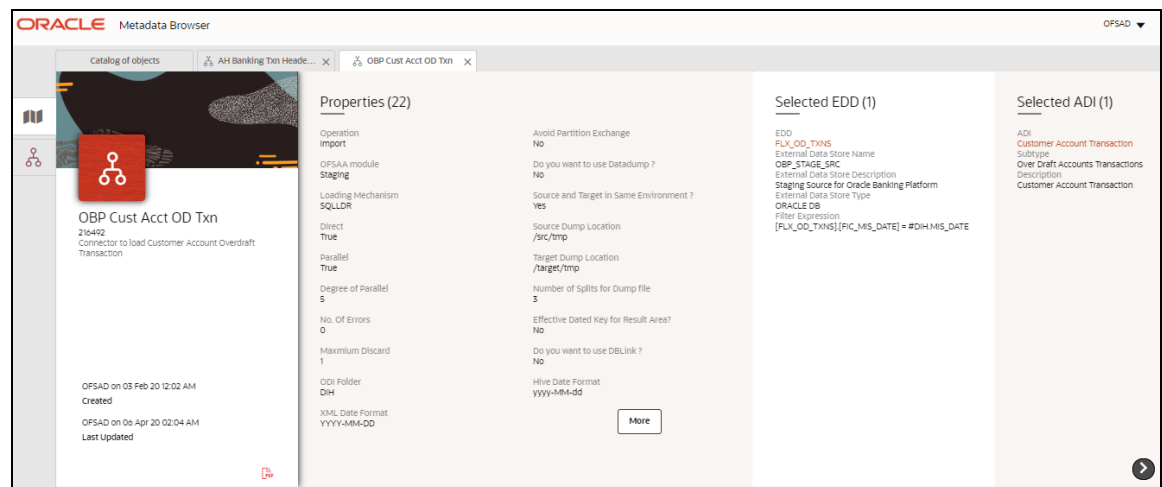 ORACLE Metadata Browser
OFSAD
Catalog of objects
AH Banking Txn Heade... X
OBP Cust Acct OD Txn X
OBP Cust Acct OD Txn
216492
Connector to load Customer Account Overdraft
Transaction
OFSAD on 03 Feb 20 12:02 AM
Created
OFSAD on 06 Apr 20 02:04 AM
Last Updated
PDF
Properties (22)
Operation
Import
OFSAA module
Staging
Loading Mechanism
SQLLDR
Direct
True
Parallel
True
Degree of Parallel
5
No. Of Errors
0
Maxmium Discard
1
ODI Folder
DIH
XML Date Format
YYYY-MM-DD
Avoid Partition Exchange
No
Do you want to use Datadump ?
No
Source and Target in Same Environment ?
Yes
Source Dump Location
/src/tmp
Target Dump Location
/target/tmp
Number of Splits for Dump file
3
Effective Dated Key for Result Area?
No
Do you want to use DBLink ?
No
Hive Date Format
yyyy-MM-dd
More
Selected EDD (1)
EDD
FLX_OD_TXNS
External Data Store Name
OBP_STAGE_SRC
External Data Store Description
Staging Source for Oracle Banking Platform
External Data Store Type
ORACLE DB
Filter Expression
[FLX_OD_TXNS].[FIC_MIS_DATE] = #DIH.MIS_DATE
Selected ADI (1)
ADI
Customer Account Transaction
Subtype
Over Draft Accounts Transactions
Description
Customer Account Transaction